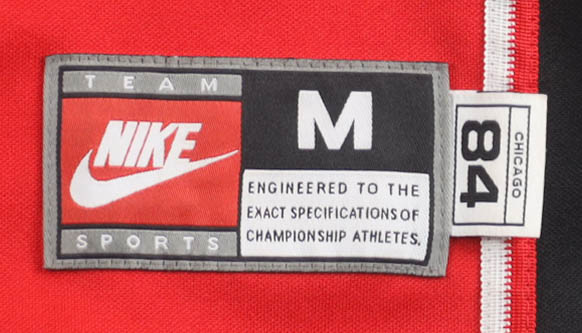 TEAM
NIKE
SPORTS
M
ENGINEERED TO THE
EXACT SPECIFICATIONS OF
CHAMPIONSHIP ATHLETES.
84
CHICAGO